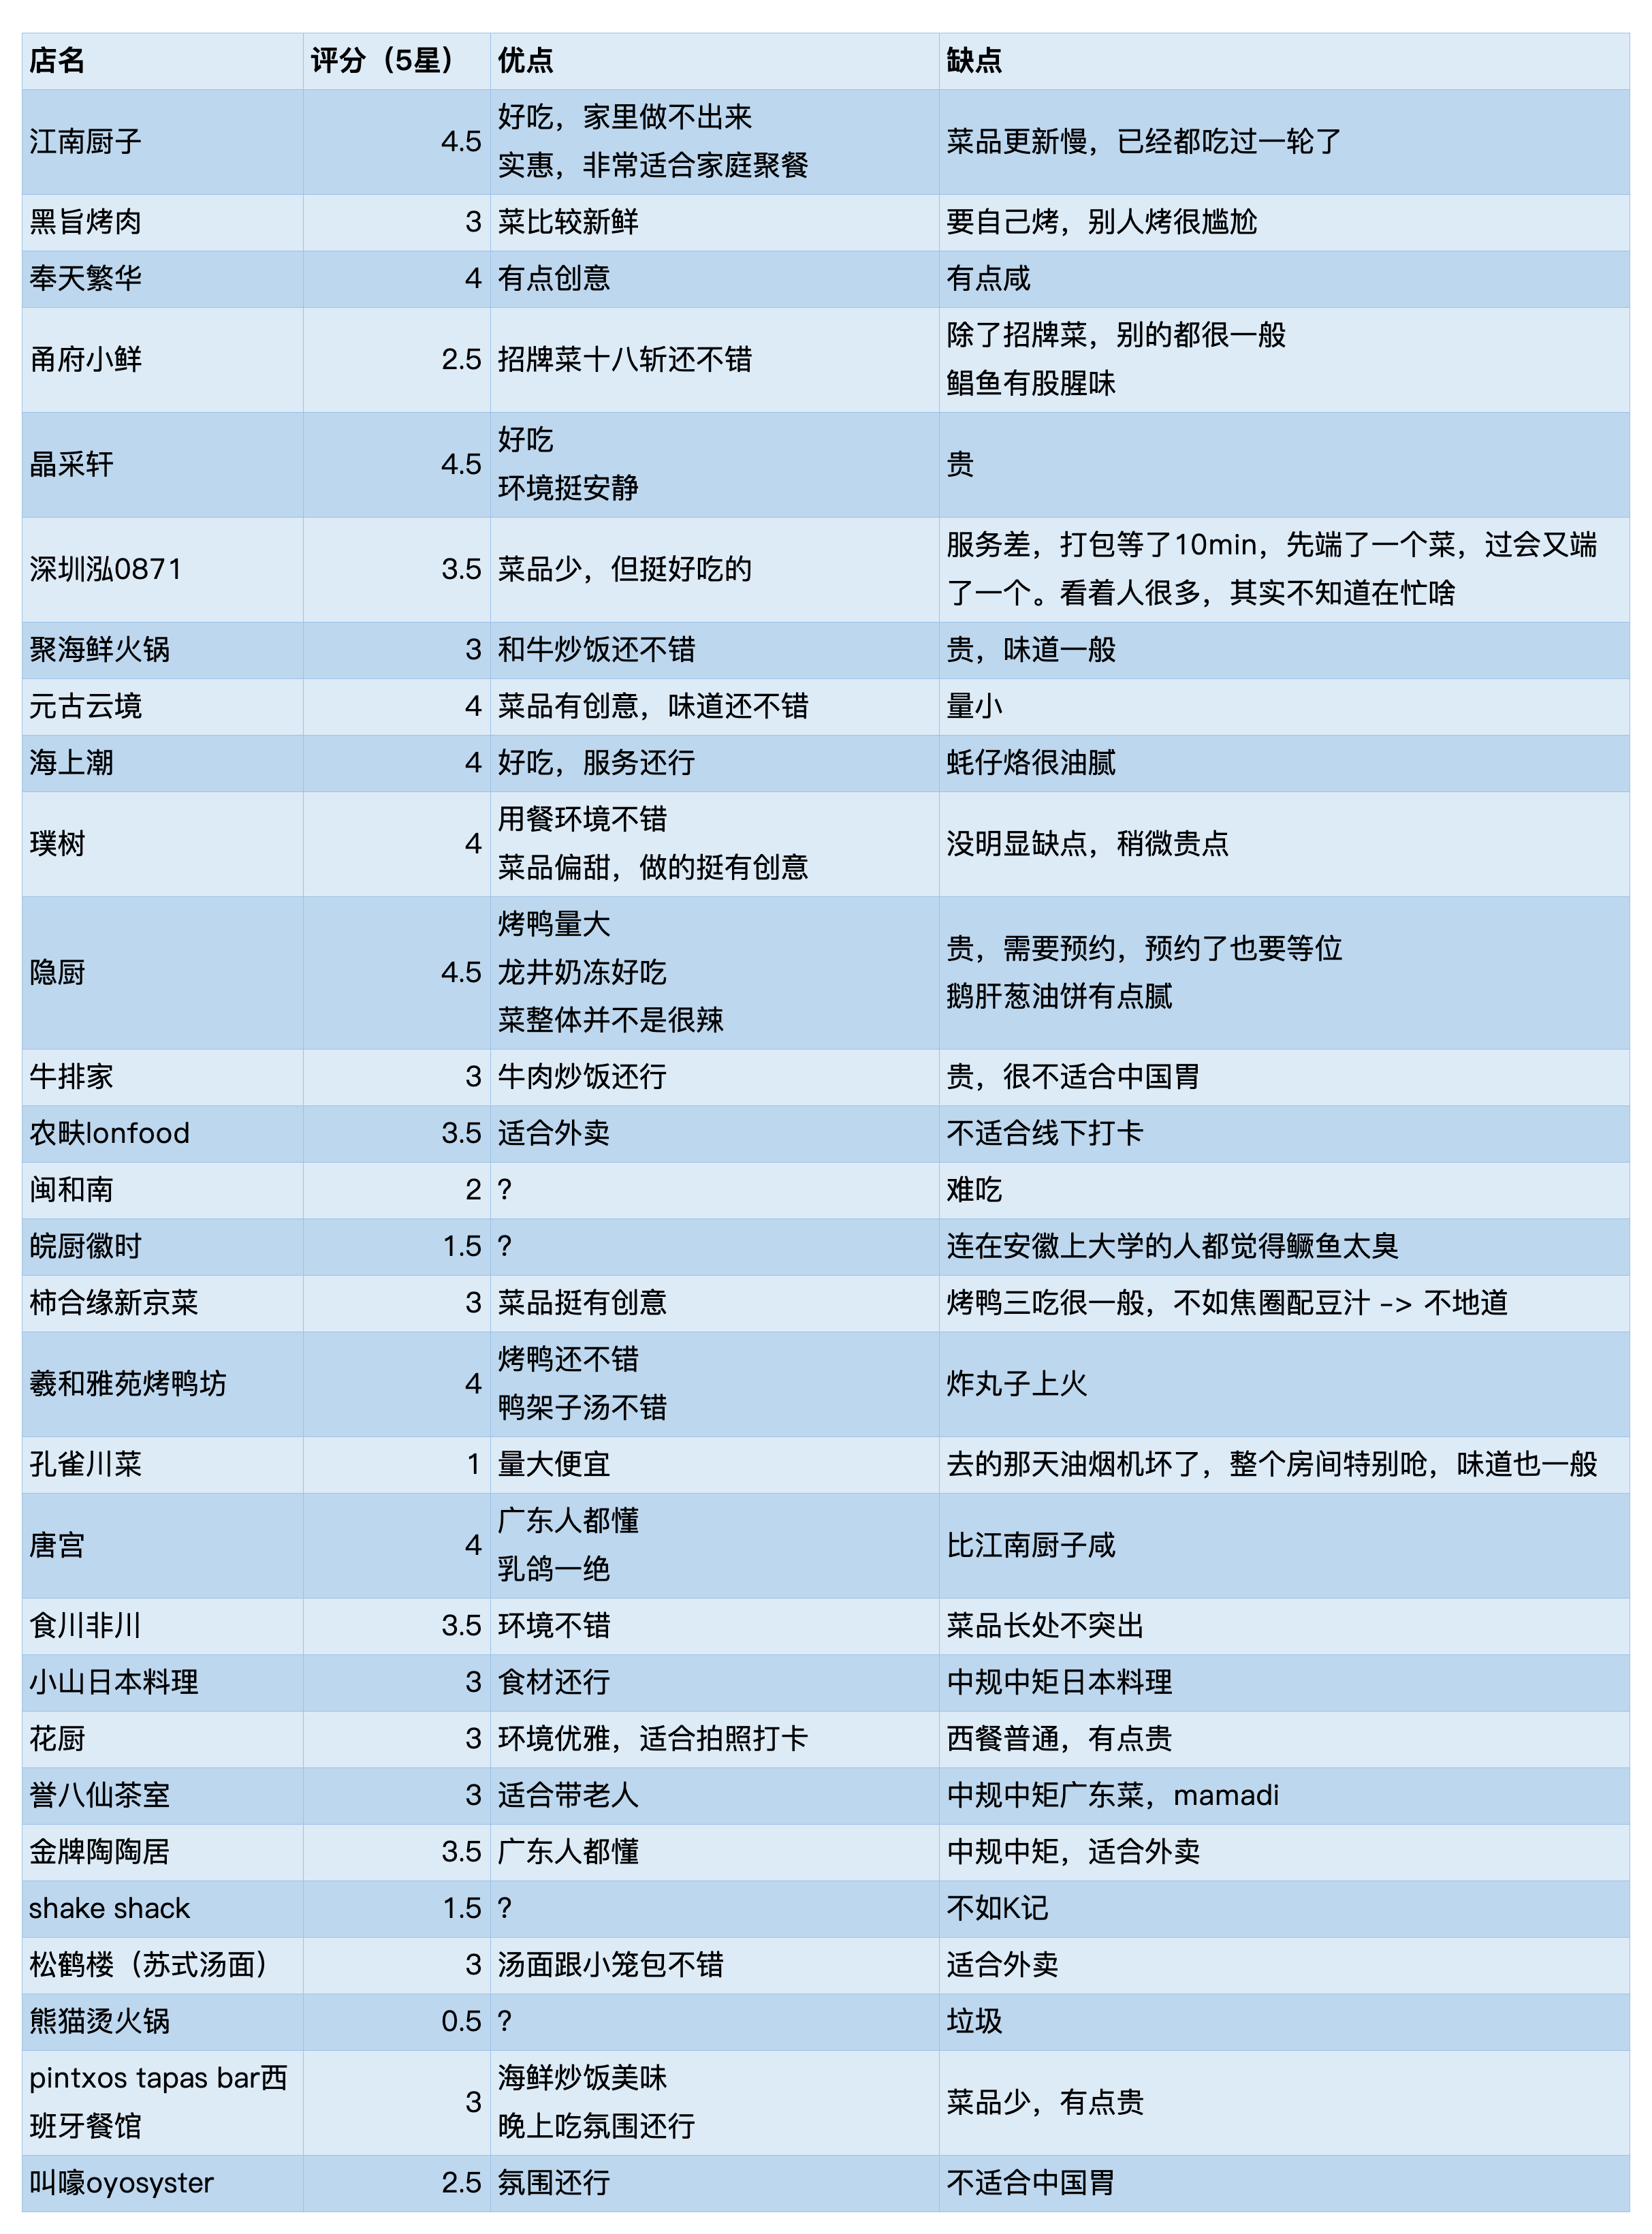 店名 评分（5星） 优点 缺点
江南厨子 4.5 好吃，家里做不出来
实惠，非常适合家庭聚餐 菜品更新慢，已经都吃过一轮了
黑旨烤肉 3 菜比较新鲜 要自己烤，别人烤很尴尬
奉天繁华 4 有点创意 有点咸
甬府小鲜 2.5 招牌菜十八斩还不错 除了招牌菜，别的都很一般
鲳鱼有股腥味
晶采轩 4.5 好吃
环境挺安静 贵
深圳泓0871 3.5 菜品少，但挺好吃的 服务差，打包等了10min，先端了一个菜，过会又端
了一个。看着人很多，其实不知道在忙啥
聚海鲜火锅 3 和牛炒饭还不错 贵，味道一般
元古云境 4 菜品有创意，味道还不错 量小
海上潮 4 好吃，服务还行 蚝仔烙很油腻
璞树 4 用餐环境不错
菜品偏甜，做的挺有创意 没明显缺点，稍微贵点
隐厨 4.5 烤鸭量大
龙井奶冻好吃
菜整体并不是很辣 贵，需要预约，预约了也要等位
鹅肝葱油饼有点腻
牛排家 3 牛肉炒饭还行 贵，很不适合中国胃
农畉lonfood 3.5 适合外卖 不适合线下打卡
闽和南 2 ? 难吃
皖厨徽时 1.5 ? 连在安徽上大学的人都觉得鳜鱼太臭
柿合缘新京菜 3 菜品挺有创意 烤鸭三吃很一般，不如焦圈配豆汁 -> 不地道
羲和雅苑烤鸭坊 4 烤鸭还不错
鸭架子汤不错 炸丸子上火
孔雀川菜 1 量大便宜 去的那天油烟机坏了，整个房间特别呛，味道也一般
唐宫 4 广东人都懂
乳鸽一绝 比江南厨子咸
食川非川 3.5 环境不错 菜品长处不突出
小山日本料理 3 食材还行 中规中矩日本料理
花厨 3 环境优雅，适合拍照打卡 西餐普通，有点贵
誉八仙茶室 3 适合带老人 中规中矩广东菜，mamadi
金牌陶陶居 3.5 广东人都懂 中规中矩，适合外卖
shake shack 1.5 ? 不如K记
松鹤楼（苏式汤面） 3 汤面跟小笼包不错 适合外卖
熊猫烫火锅 0.5 ? 垃圾
pintxos tapas bar西
班牙餐馆 3 海鲜炒饭美味
晚上吃氛围还行 菜品少，有点贵
叫嚎oyosyster 2.5 氛围还行 不适合中国胃